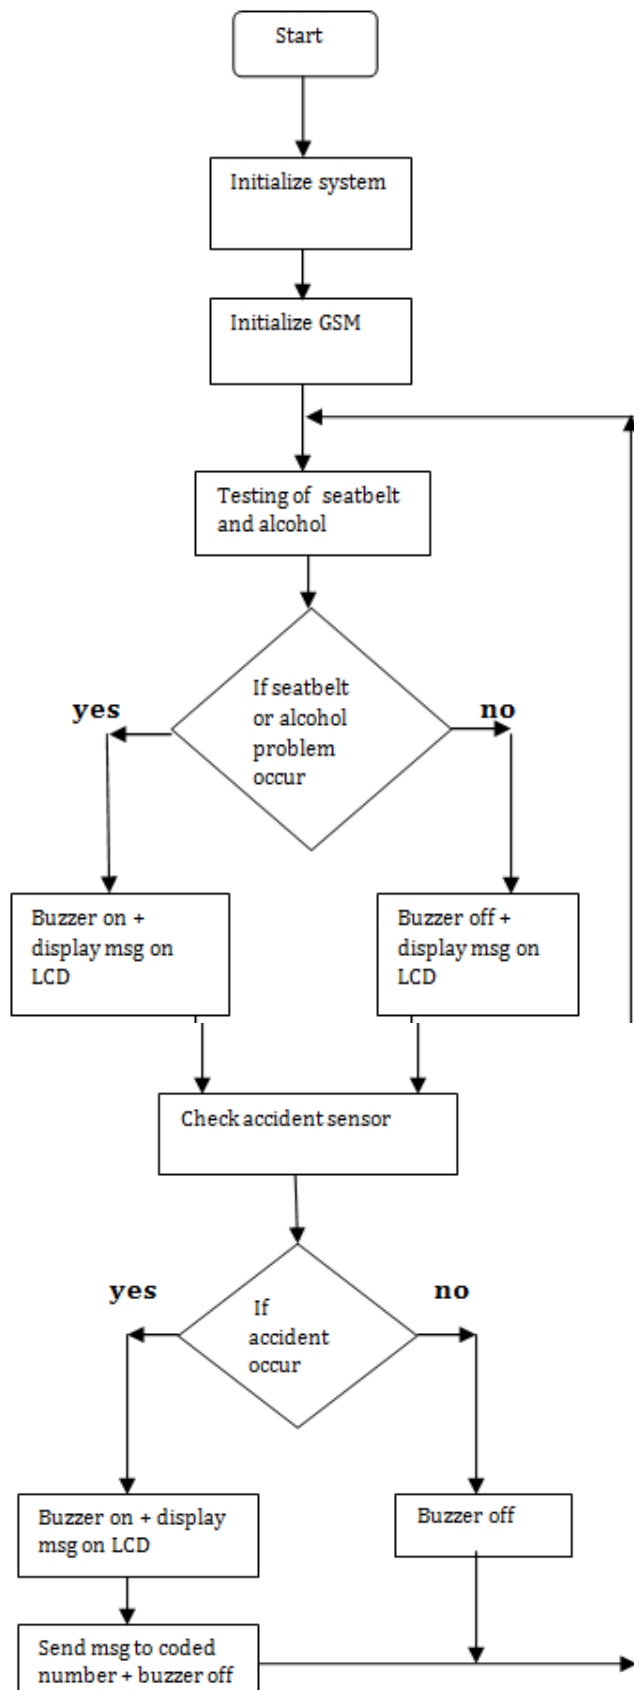 Start
Initialize system
Initialize GSM
Testing of seatbelt
and alcohol
If seatbelt
or alcohol
problem
occur
yes
no
Buzzer on +
display msg on
LCD
Buzzer off +
display msg on
LCD
Check accident sensor
If
accident
occur
yes
no
Buzzer on + display
msg on LCD
Buzzer off
Send msg to coded
number + buzzer off